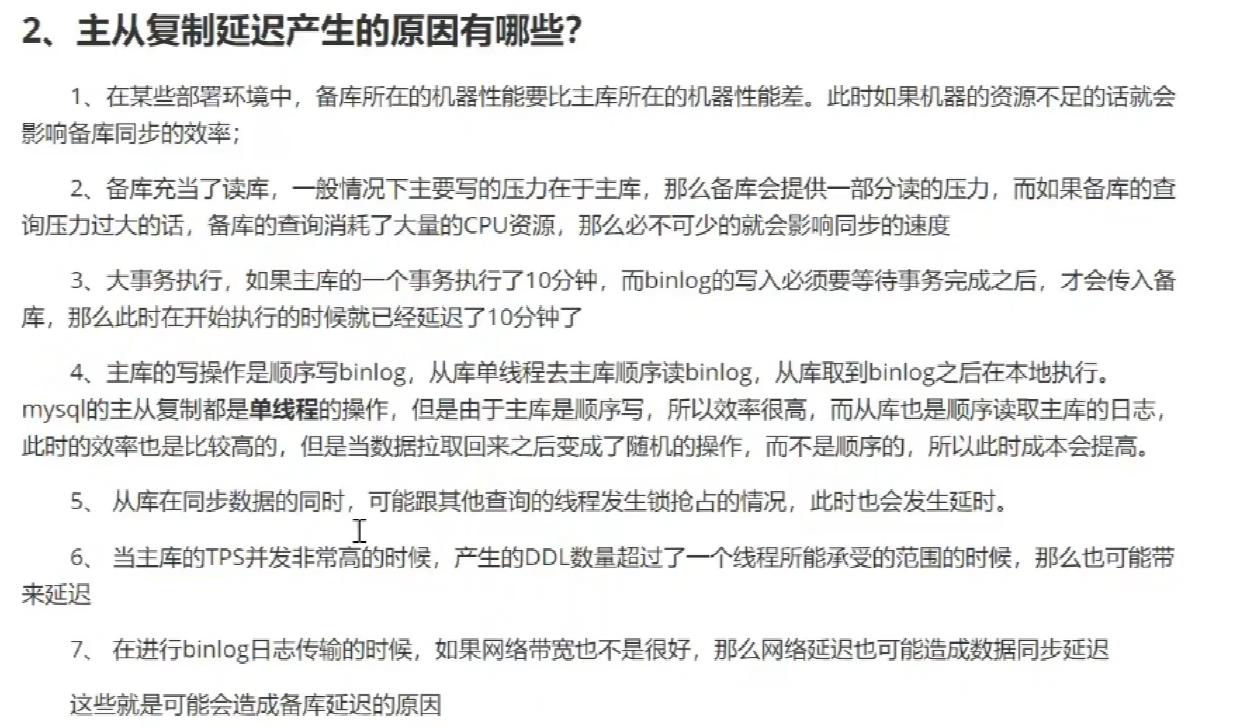 2、主从复制延迟产生的原因有哪些?
1、在某些部署环境中，备库所在的机器性能要比主库所在的机器性能差。此时如果机器的资源不足的话就会
影响备库同步的效率；
2、备库充当了读库，一般情况下主要写的压力在于主库，那么备库会提供一部分读的压力，而如果备库的查
询压力过大的话，备库的查询消耗了大量的CPU资源，那么必不可少的就会影响同步的速度
3、大事务执行，如果主库的一个事务执行了10分钟，而binlog的写入必须要等待事务完成之后，才会传入备
库，那么此时在开始执行的时候就已经延迟了10分钟了
4、主库的写操作是顺序写binlog，从库单线程去主库顺序读binlog，从库取到binlog之后在本地执行。
mysql的主从复制都是单线程的操作，但是由于主库是顺序写，所以效率很高，而从库也是顺序读取主库的日志，
此时的效率也是比较高的，但是当数据拉取回来之后变成了随机的操作，而不是顺序的，所以此时成本会提高。
5、 从库在同步数据的同时，可能跟其他查询的线程发生锁抢占的情况，此时也会发生延时。
6、 当主库的TPS并发非常高的时候，产生的DDL数量超过了一个线程所能承受的范围的时候，那么也可能带
来延迟
7、 在进行binlog日志传输的时候，如果网络带宽也不是很好，那么网络延迟也可能造成数据同步延迟
这些就是可能会造成备库延迟的原因